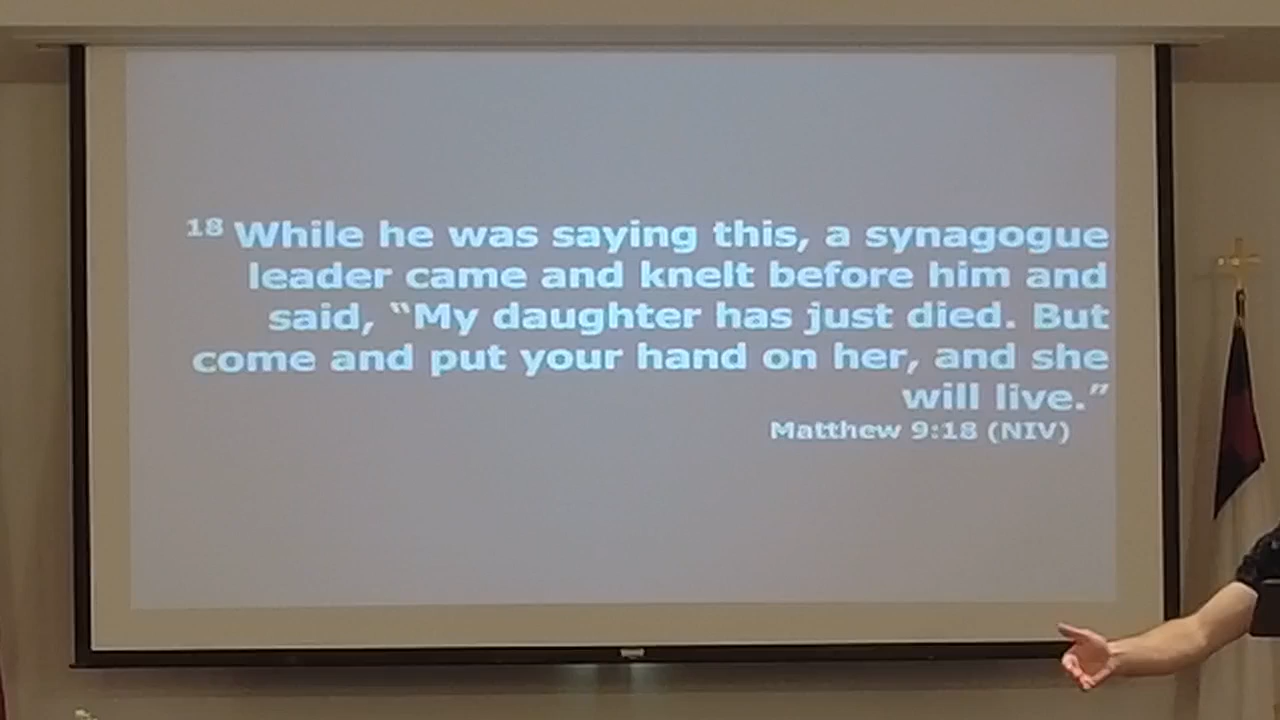 18 While he was saying this, a synagogue
leader came and knelt before him and
said, “My daughter has just died. But
come and put your hand on her, and she
will live.”
Matthew 9:18 (NIV)